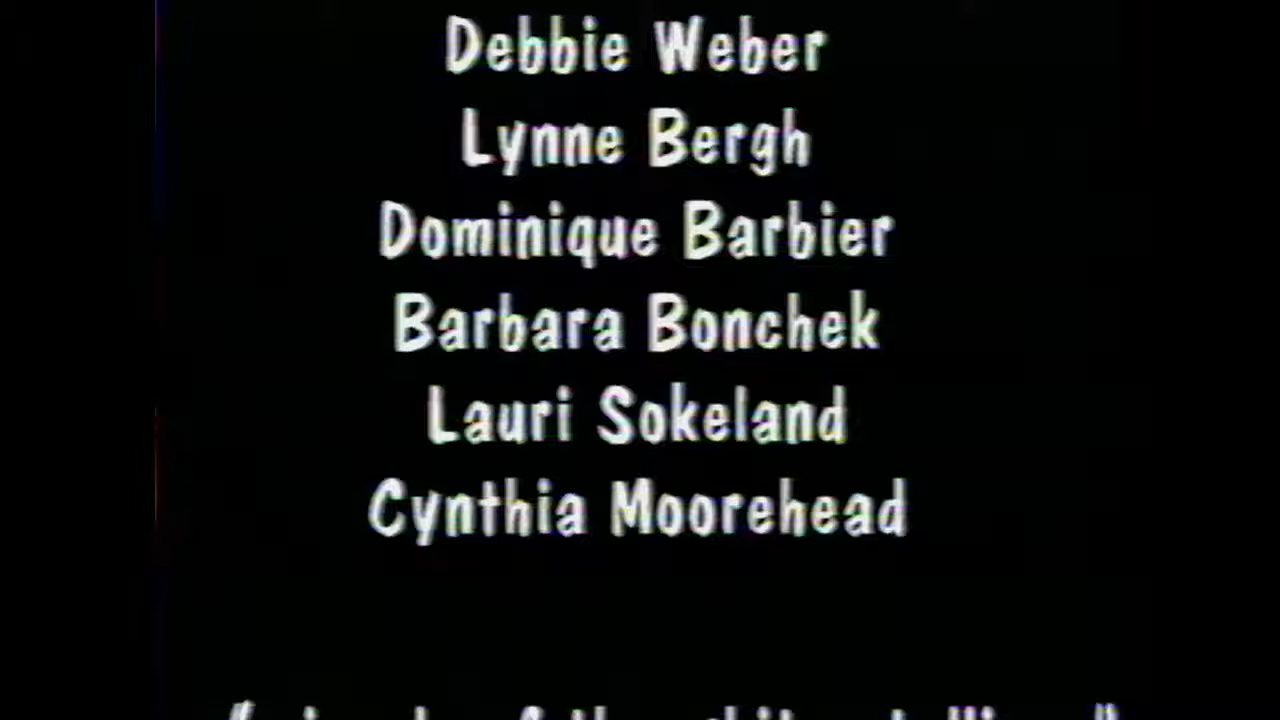 Debbie Weber
Lynne Bergh
Dominique Barbier
Barbara Bonchek
Lauri Sokeland
Cynthia Moorehead